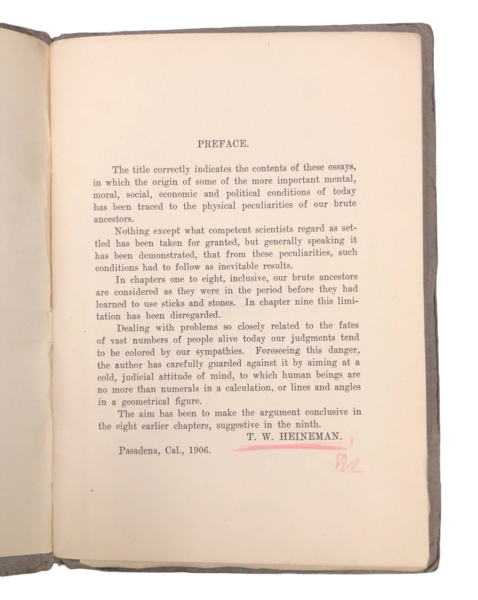 PREFACE.
The title correctly indicates the contents of these essays,
in which the origin of some of the more important mental,
moral, social, economic and political conditions of today
has been traced to the physical peculiarities of our brute
ancestors.
Nothing except what competent scientists regard as set-
tled has been taken for granted, but generally speaking it
has been demonstrated, that from these peculiarities, such
conditions had to follow as inevitable results.
In chapters one to eight, inclusive, our brute ancestors
are considered as they were in the period before they had
learned to use sticks and stones. In chapter nine this limi-
tation has been disregarded.
Dealing with problems so closely related to the fates
of vast numbers of people alive today our judgments tend
to be colored by our sympathies. Foreseeing this danger,
the author has carefully guarded against it by aiming at a
cold, judicial attitude of mind, to which human beings are
no more than numerals in a calculation, or lines and angles
in a geometrical figure.
The aim has been to make the argument conclusive in
the eight earlier chapters, suggestive in the ninth.
T. W. HEINEMAN.
Pasadena, Cal., 1906.